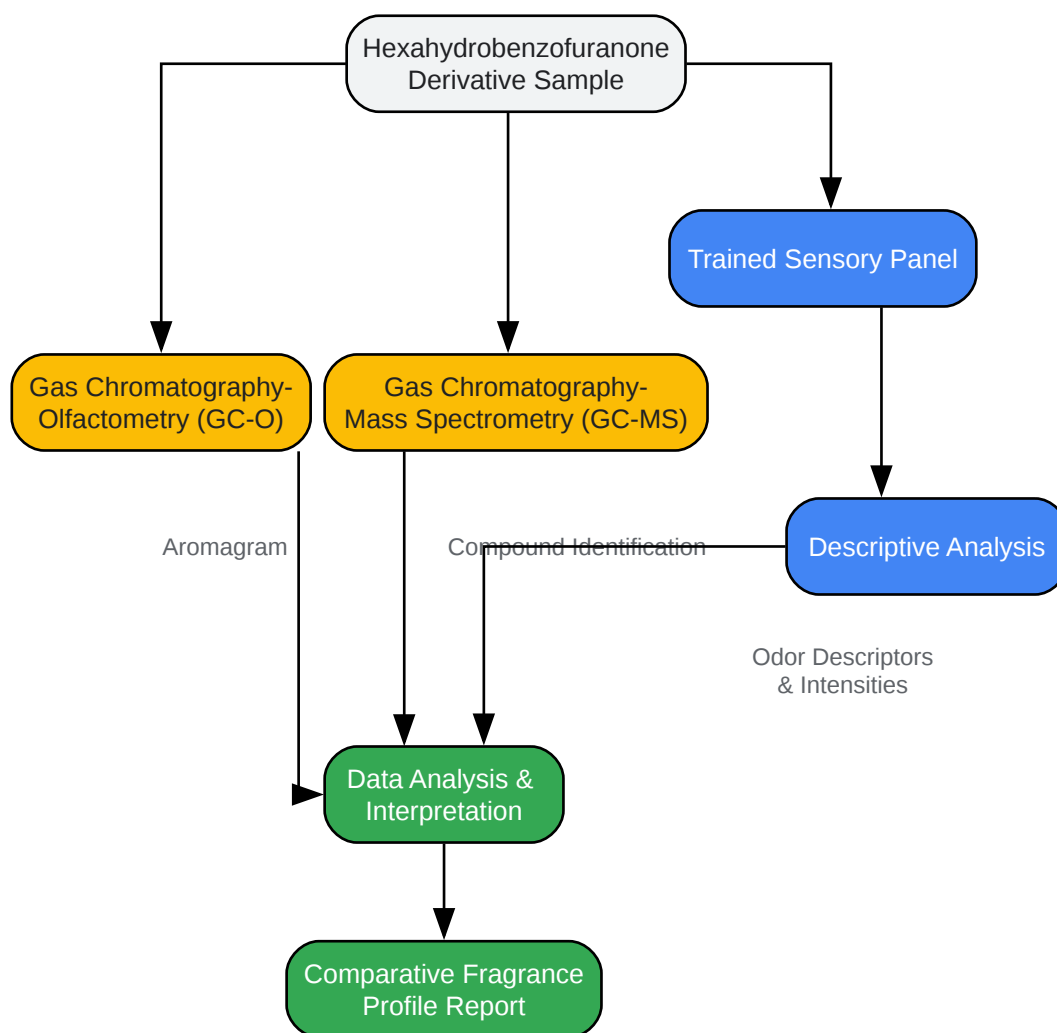 Hexahydrobenzofuranone
Derivative Sample
Trained Sensory Panel
Gas Chromatography-
Olfactometry (GC-O)
Gas Chromatography-
Mass Spectrometry (GC-MS)
Aromagram
Compound Identification
Descriptive Analysis
Odor Descriptors
& Intensities
Data Analysis &
Interpretation
Comparative Fragrance
Profile Report